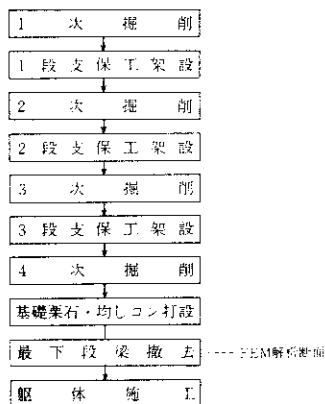 1次掘削
1段支保工架設
2次掘削
2段支保工架設
3次掘削
3段支保工架設
4次掘削
基礎栗石・均しコン打設
最下段梁撤去
FEM解析断面
躯体施工